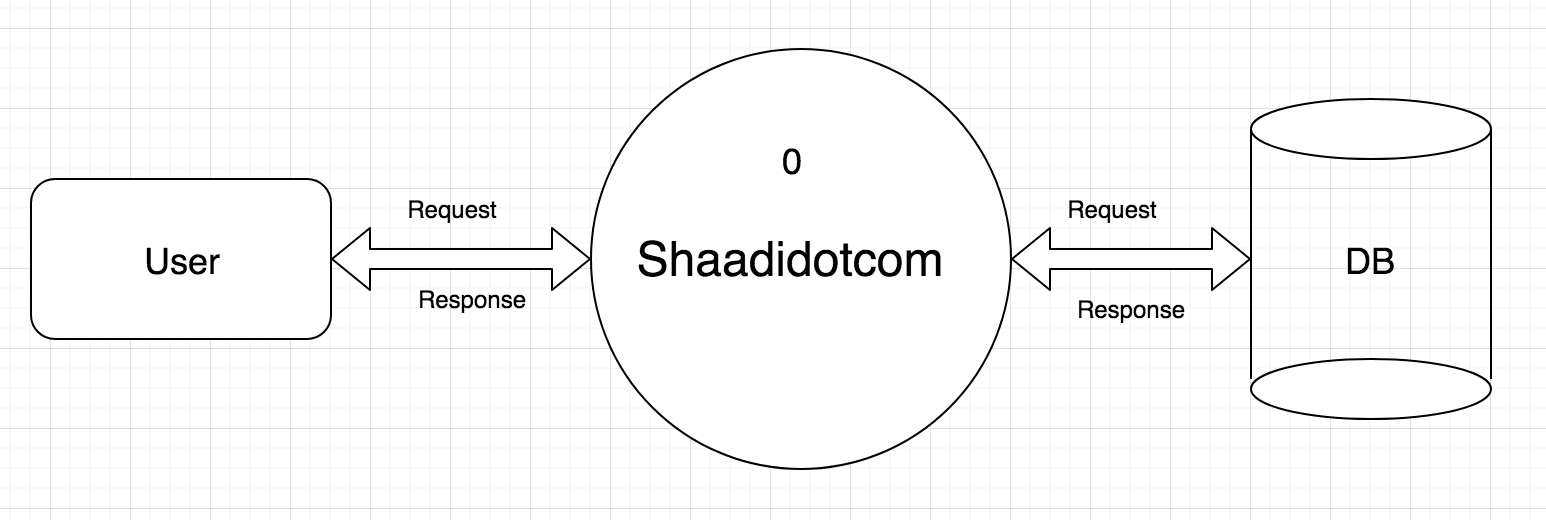 0
Request
Request
User
Shaadidotcom
DB
Response
Response